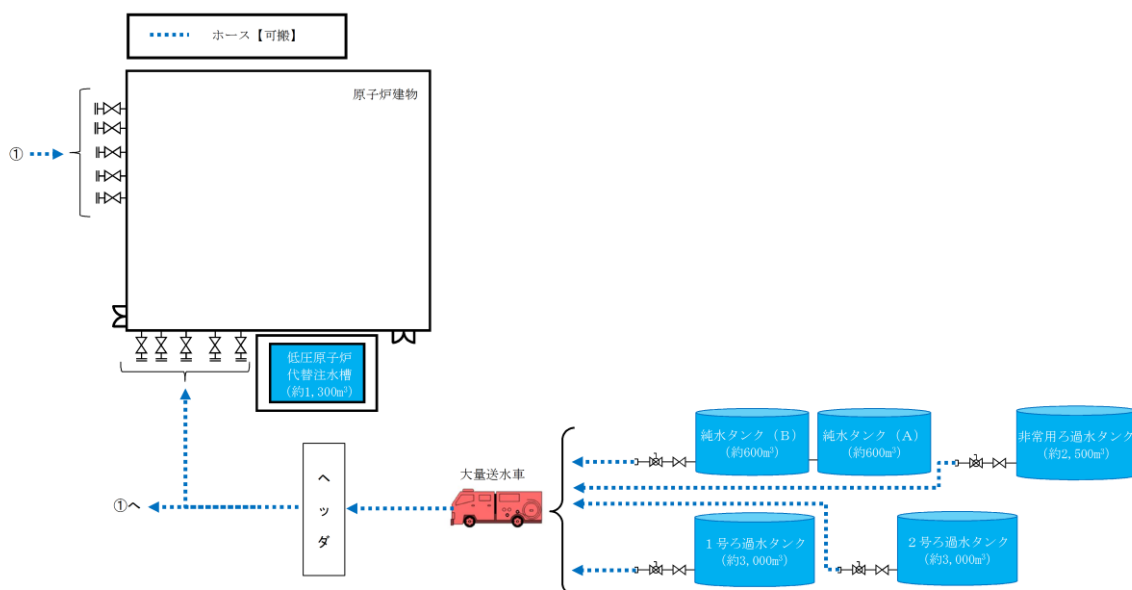 ホース【可搬】
原子炉建物
①
低圧原子炉
代替注水槽
(約1,300m³)
純水タンク（B）
(約600m³)
純水タンク（A）
(約600m³)
非常用ろ過水タンク
(約2,500m³)
大量送水車
①へ
ヘッダ
１号ろ過水タンク
(約3,000m³)
２号ろ過水タンク
(約3,000m³)